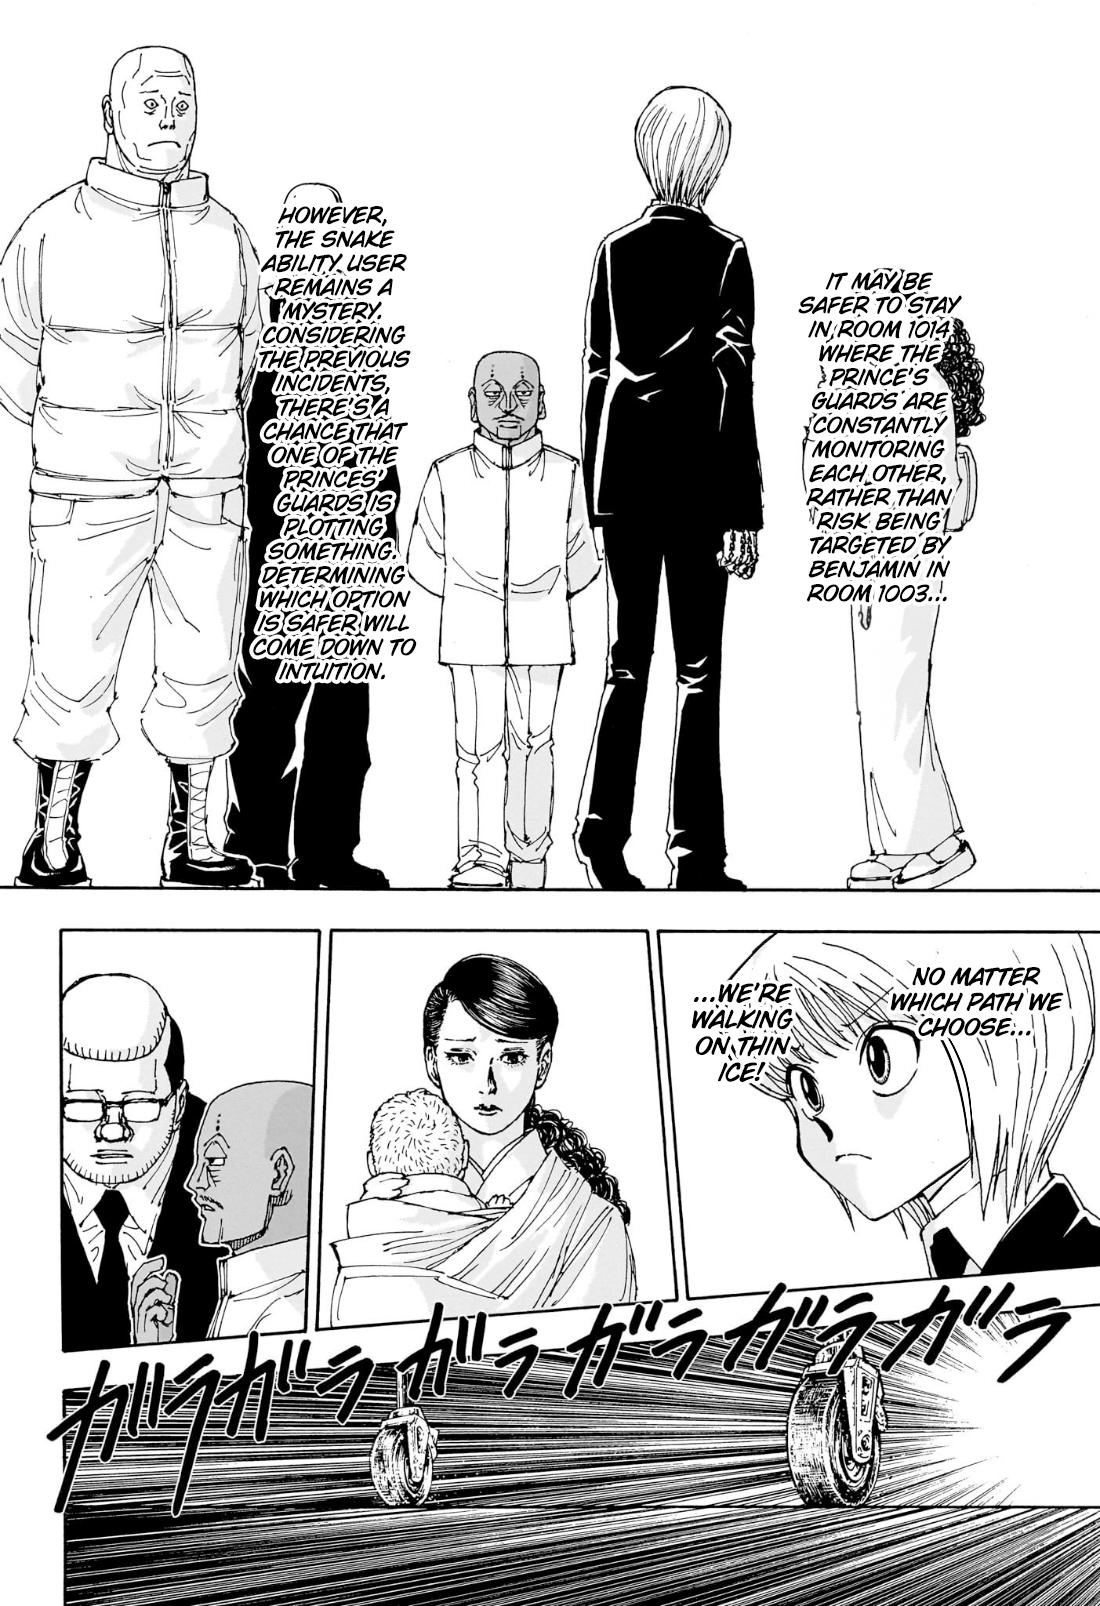 IT MAY BE
SAFER TO STAY
IN ROOM 1014
WHERE THE
PRINCE'S
GUARDS ARE
CONSTANTLY
MONITORING
EACH OTHER,
RATHER THAN
RISK BEING
TARGETED BY
BENJAMIN IN
ROOM 1003...
HOWEVER,
THE SNAKE
ABILITY USER
REMAINS A
MYSTERY.
CONSIDERING
THE PREVIOUS
INCIDENTS,
THERE'S A
CHANCE THAT
ONE OF THE
PRINCES'
GUARDS IS
PLOTTING
SOMETHING.
DETERMINING
WHICH OPTION
IS SAFER WILL
COME DOWN TO
INTUITION.
NO MATTER
WHICH PATH WE
CHOOSE...
...WE'RE
WALKING
ON THIN
ICE!
ガラガラガラガラガラ